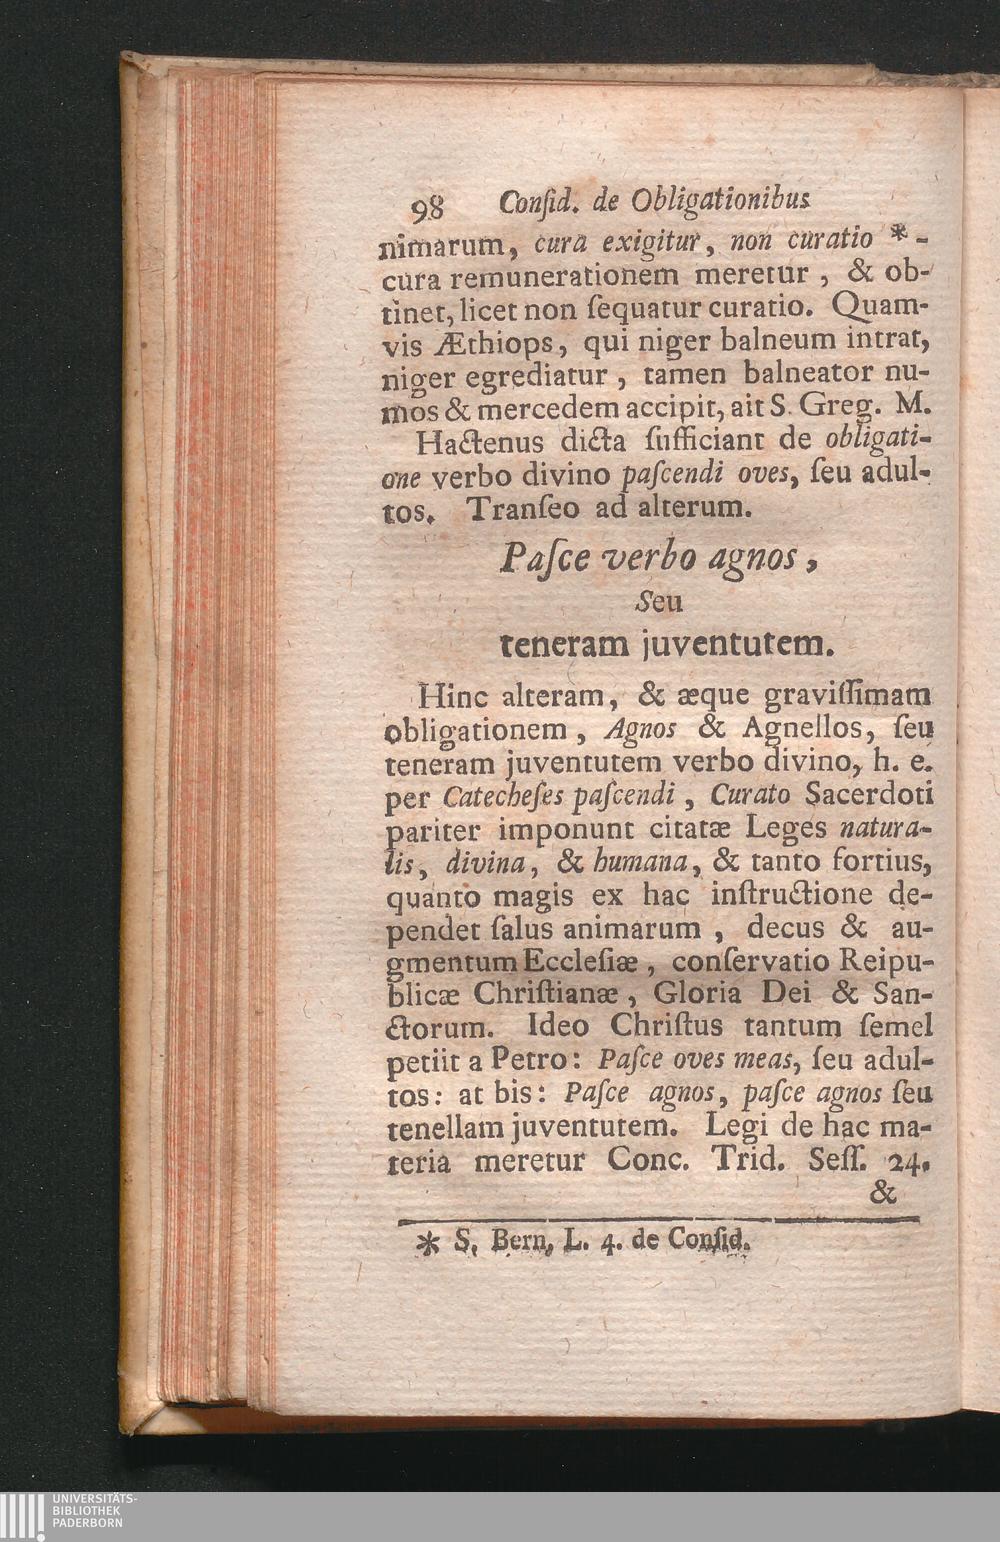 98 Conſid. de Obligationibus
nimarum, cura exigitur, non curatio * -
cura remunerationem meretur, & ob-
tinet, licet non ſequatur curatio. Quam-
vis Æthiops, qui niger balneum intrat,
niger egrediatur, tamen balneator nu-
mos & mercedem accipit, ait S. Greg. M.
Hactenus dicta ſufficiant de obligati-
one verbo divino paſcendi oves, ſeu adul-
tos. Tranſeo ad alterum.
Paſce verbo agnos,
Seu
teneram juventutem.
Hinc alteram, & æque graviſſimam
obligationem, Agnos & Agnellos, ſeu
teneram juventutem verbo divino, h. e.
per Catecheſes paſcendi, Curato Sacerdoti
pariter imponunt citatæ Leges natura-
lis, divina, & humana, & tanto fortius,
quanto magis ex hac inſtructione de-
pendet ſalus animarum, decus & au-
gmentum Eccleſiæ, conſervatio Reipu-
blicæ Chriſtianæ, Gloria Dei & San-
ctorum. Ideo Chriſtus tantum ſemel
petiit a Petro: Paſce oves meas, ſeu adul-
tos: at bis: Paſce agnos, paſce agnos ſeu
tenellam juventutem. Legi de hac ma-
teria meretur Conc. Trid. Seſſ. 24.
&
* S. Bern. L. 4. de Conſid.
UNIVERSITÄTS-
BIBLIOTHEK
PADERBORN